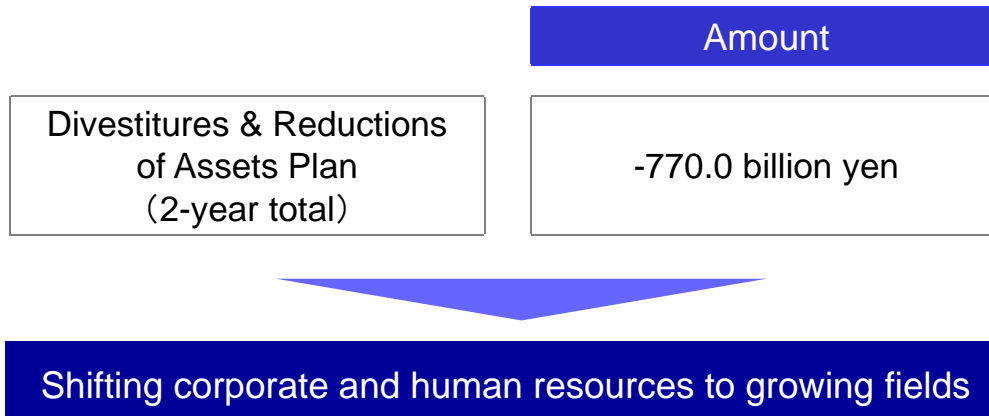 Amount
Divestitures & Reductions
of Assets Plan
（2-year total）
-770.0 billion yen
Shifting corporate and human resources to growing fields